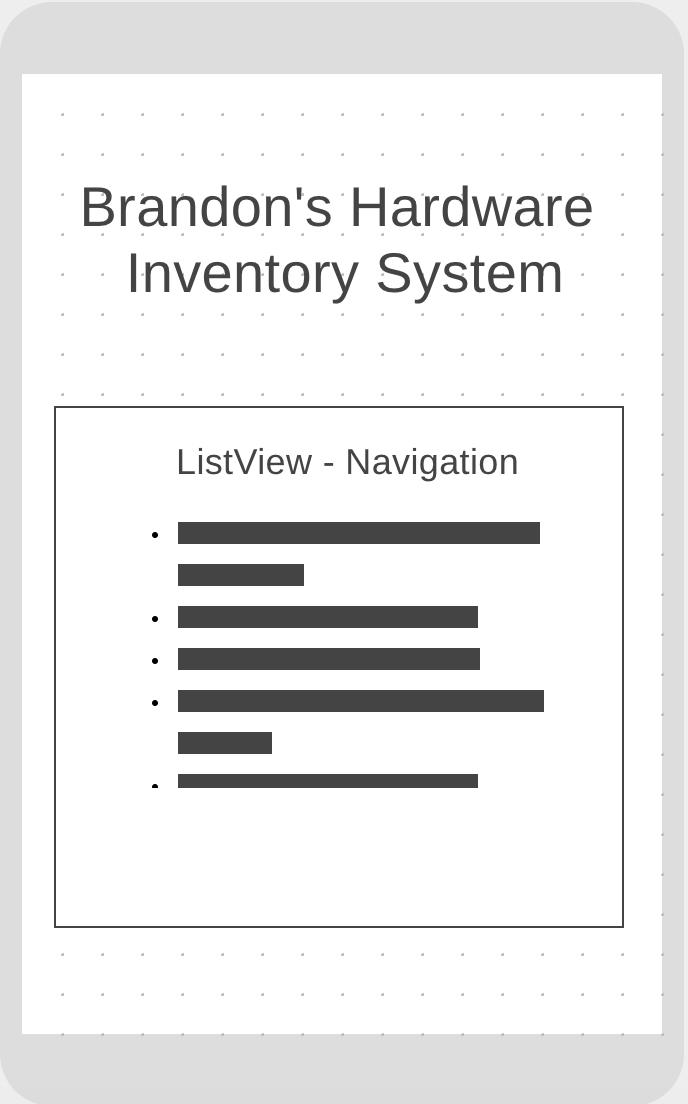 Brandon's Hardware
Inventory System
ListView - Navigation